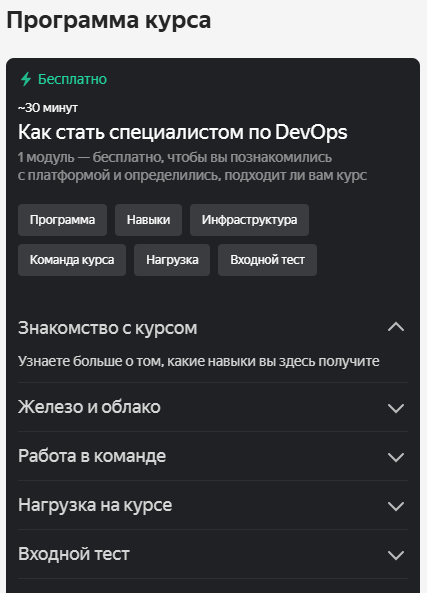 Программа курса
Бесплатно
~30 минут
Как стать специалистом по DevOps
1 модуль — бесплатно, чтобы вы познакомились
с платформой и определились, подходит ли вам курс
Программа Навыки Инфраструктура
Команда курса Нагрузка Входной тест
Знакомство с курсом
Узнаете больше о том, какие навыки вы здесь получите
Железо и облако
Работа в команде
Нагрузка на курсе
Входной тест